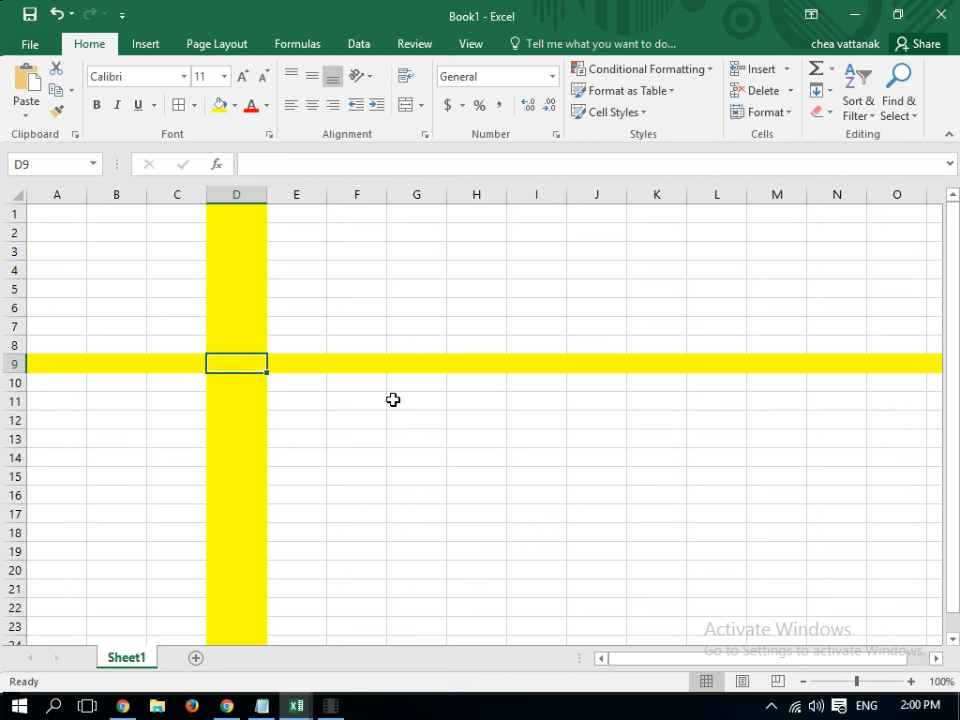 Book1 - Excel
File Home Insert Page Layout Formulas Data Review View Tell me what you want to do... chea vattanak Share
Paste
Calibri 11
B I U A
General
$ % ,
Conditional Formatting
Format as Table
Cell Styles
Insert
Delete
Format
Sort & Filter
Find & Select
Clipboard Font Alignment Number Styles Cells Editing
D9 fx
A B C D E F G H I J K L M N O
1
2
3
4
5
6
7
8
9
10
11
12
13
14
15
16
17
18
19
20
21
22
23
24
Activate Windows
Go to Settings to activate Windows.
Sheet1
Ready 100%
ENG 2:00 PM